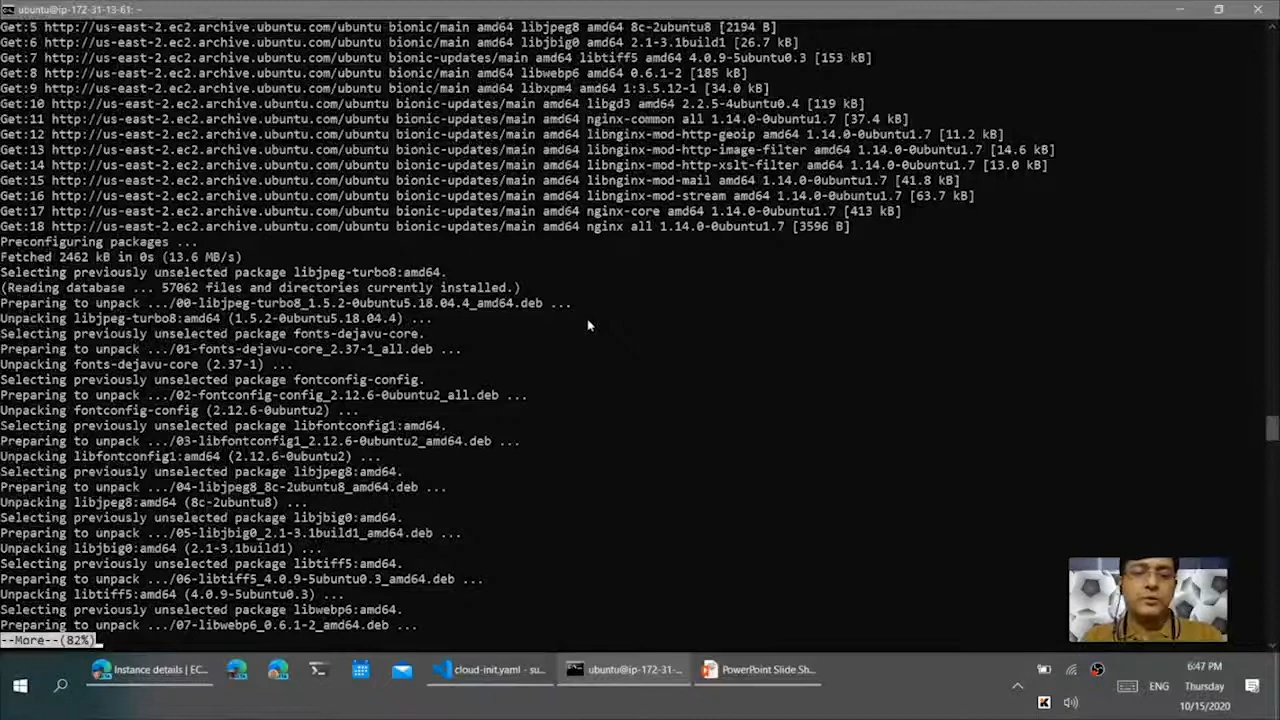 ubuntu@ip-172-31-13-61: ~
Get:5 http://us-east-2.ec2.archive.ubuntu.com/ubuntu bionic/main amd64 libjpeg8 amd64 8c-2ubuntu8 [2194 B]
Get:6 http://us-east-2.ec2.archive.ubuntu.com/ubuntu bionic/main amd64 libjbig0 amd64 2.1-3.1build1 [26.7 kB]
Get:7 http://us-east-2.ec2.archive.ubuntu.com/ubuntu bionic-updates/main amd64 libtiff5 amd64 4.0.9-5ubuntu0.3 [153 kB]
Get:8 http://us-east-2.ec2.archive.ubuntu.com/ubuntu bionic/main amd64 libwebp6 amd64 0.6.1-2 [185 kB]
Get:9 http://us-east-2.ec2.archive.ubuntu.com/ubuntu bionic/main amd64 libxpm4 amd64 1:3.5.12-1 [34.0 kB]
Get:10 http://us-east-2.ec2.archive.ubuntu.com/ubuntu bionic-updates/main amd64 libgd3 amd64 2.2.5-4ubuntu0.4 [119 kB]
Get:11 http://us-east-2.ec2.archive.ubuntu.com/ubuntu bionic-updates/main amd64 nginx-common all 1.14.0-0ubuntu1.7 [37.4 kB]
Get:12 http://us-east-2.ec2.archive.ubuntu.com/ubuntu bionic-updates/main amd64 libnginx-mod-http-geoip amd64 1.14.0-0ubuntu1.7 [11.2 kB]
Get:13 http://us-east-2.ec2.archive.ubuntu.com/ubuntu bionic-updates/main amd64 libnginx-mod-http-image-filter amd64 1.14.0-0ubuntu1.7 [14.6 kB]
Get:14 http://us-east-2.ec2.archive.ubuntu.com/ubuntu bionic-updates/main amd64 libnginx-mod-http-xslt-filter amd64 1.14.0-0ubuntu1.7 [13.0 kB]
Get:15 http://us-east-2.ec2.archive.ubuntu.com/ubuntu bionic-updates/main amd64 libnginx-mod-mail amd64 1.14.0-0ubuntu1.7 [41.8 kB]
Get:16 http://us-east-2.ec2.archive.ubuntu.com/ubuntu bionic-updates/main amd64 libnginx-mod-stream amd64 1.14.0-0ubuntu1.7 [63.7 kB]
Get:17 http://us-east-2.ec2.archive.ubuntu.com/ubuntu bionic-updates/main amd64 nginx-core amd64 1.14.0-0ubuntu1.7 [413 kB]
Get:18 http://us-east-2.ec2.archive.ubuntu.com/ubuntu bionic-updates/main amd64 nginx all 1.14.0-0ubuntu1.7 [3596 B]
Preconfiguring packages ...
Fetched 2462 kB in 0s (13.6 MB/s)
Selecting previously unselected package libjpeg-turbo8:amd64.
(Reading database ... 57062 files and directories currently installed.)
Preparing to unpack .../00-libjpeg-turbo8_1.5.2-0ubuntu5.18.04.4_amd64.deb ...
Unpacking libjpeg-turbo8:amd64 (1.5.2-0ubuntu5.18.04.4) ...
Selecting previously unselected package fonts-dejavu-core.
Preparing to unpack .../01-fonts-dejavu-core_2.37-1_all.deb ...
Unpacking fonts-dejavu-core (2.37-1) ...
Selecting previously unselected package fontconfig-config.
Preparing to unpack .../02-fontconfig-config_2.12.6-0ubuntu2_all.deb ...
Unpacking fontconfig-config (2.12.6-0ubuntu2) ...
Selecting previously unselected package libfontconfig1:amd64.
Preparing to unpack .../03-libfontconfig1_2.12.6-0ubuntu2_amd64.deb ...
Unpacking libfontconfig1:amd64 (2.12.6-0ubuntu2) ...
Selecting previously unselected package libjpeg8:amd64.
Preparing to unpack .../04-libjpeg8_8c-2ubuntu8_amd64.deb ...
Unpacking libjpeg8:amd64 (8c-2ubuntu8) ...
Selecting previously unselected package libjbig0:amd64.
Preparing to unpack .../05-libjbig0_2.1-3.1build1_amd64.deb ...
Unpacking libjbig0:amd64 (2.1-3.1build1) ...
Selecting previously unselected package libtiff5:amd64.
Preparing to unpack .../06-libtiff5_4.0.9-5ubuntu0.3_amd64.deb ...
Unpacking libtiff5:amd64 (4.0.9-5ubuntu0.3) ...
Selecting previously unselected package libwebp6:amd64.
Preparing to unpack .../07-libwebp6_0.6.1-2_amd64.deb ...
--More--(82%)
Instance details | EC...
cloud-init.yaml - su...
ubuntu@ip-172-31-...
PowerPoint Slide Sh...
ENG
6:47 PM
Thursday
10/15/2020